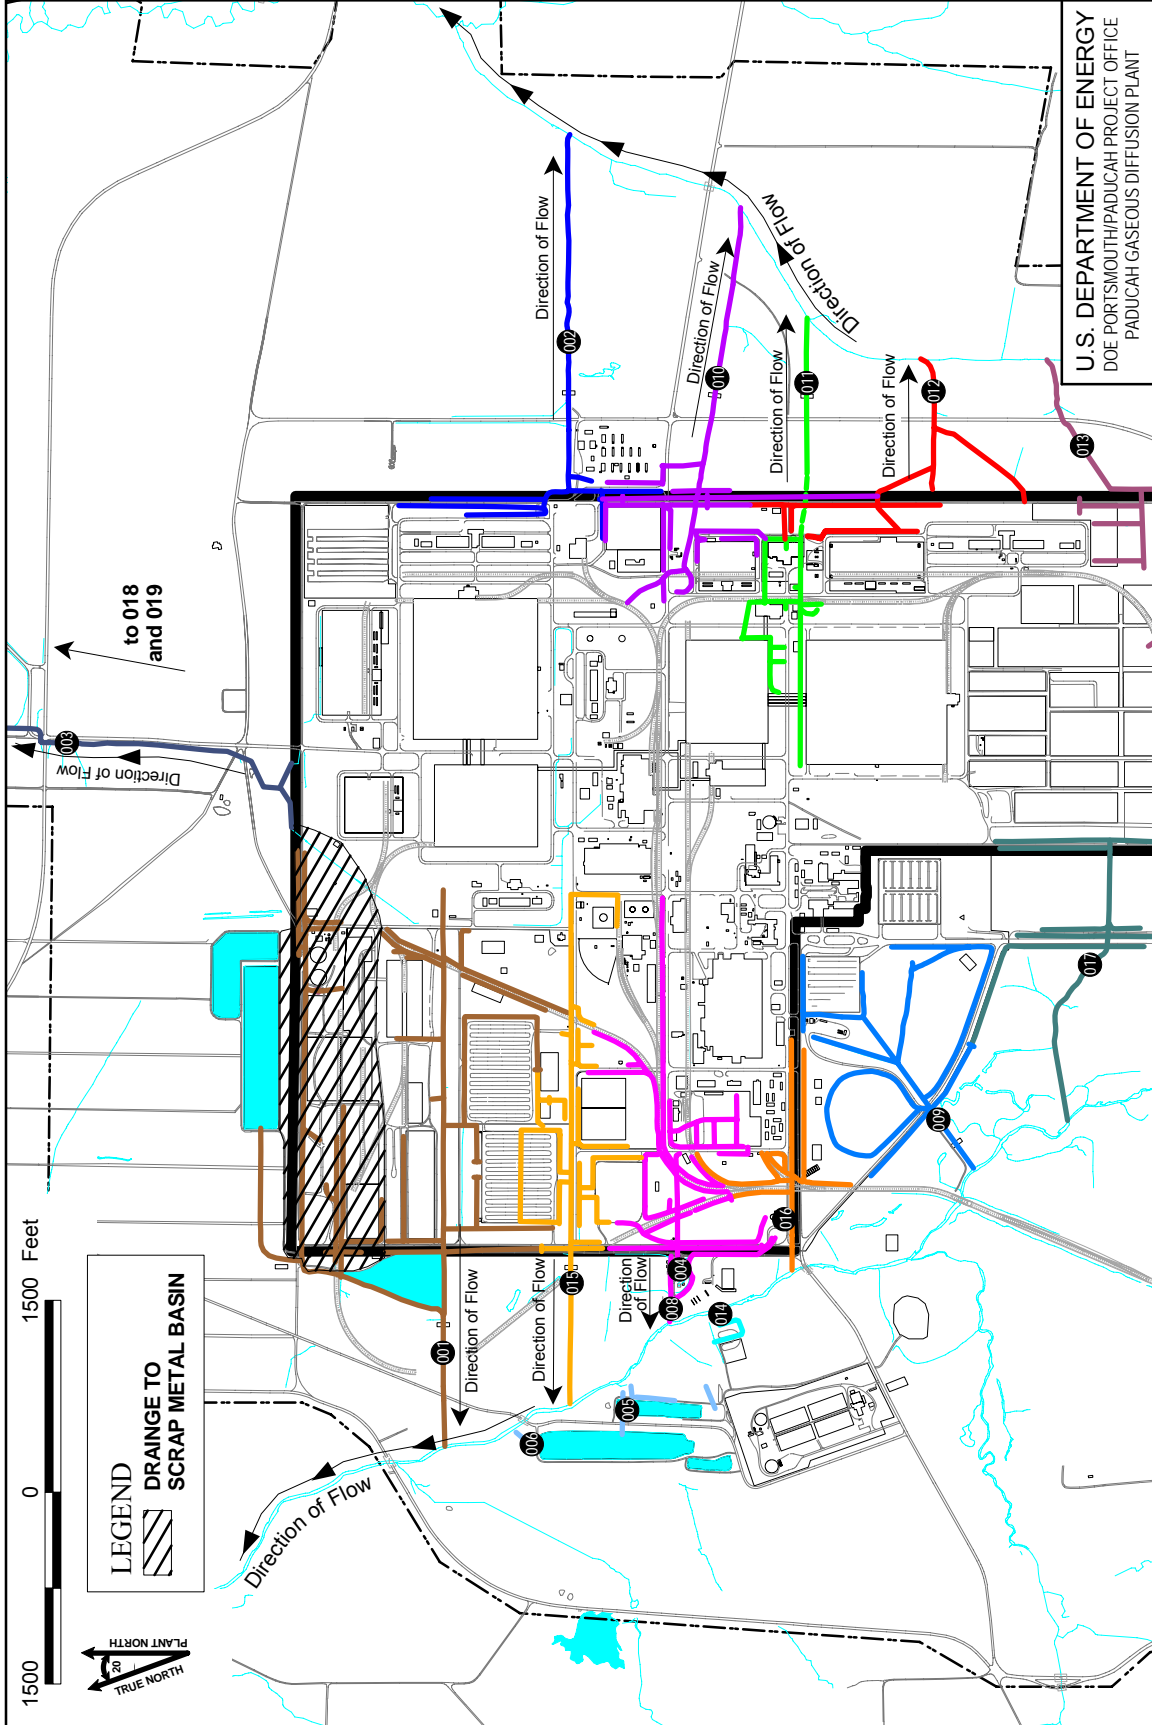 1500 0 1500 Feet
PLANT NORTH
20
TRUE NORTH
LEGEND
DRAINGE TO
SCRAP METAL BASIN
to 018
and 019
003
Direction of Flow
Direction of Flow
002
Direction of Flow
010
Direction of Flow
Direction of Flow
011
Direction of Flow
012
Direction of Flow
013
001
Direction of Flow
015
Direction of Flow
Direction
of Flow
004
008
014
016
005
006
009
017
Direction of Flow
U.S. DEPARTMENT OF ENERGY
DOE PORTSMOUTH/PADUCAH PROJECT OFFICE
PADUCAH GASEOUS DIFFUSION PLANT